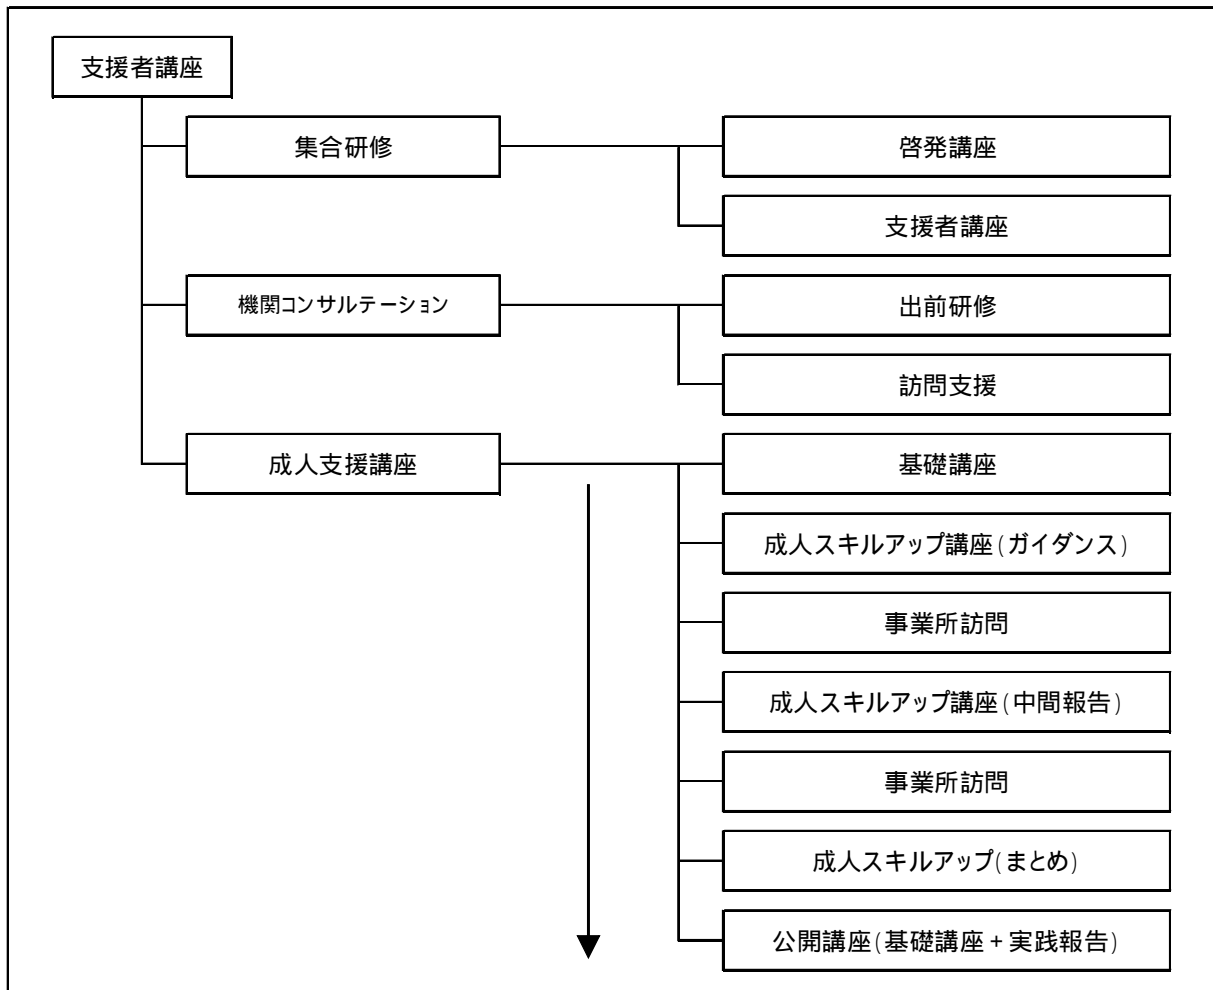 支援者講座
集合研修
啓発講座
支援者講座
機関コンサルテーション
出前研修
訪問支援
成人支援講座
基礎講座
成人スキルアップ講座(ガイダンス)
事業所訪問
成人スキルアップ講座(中間報告)
事業所訪問
成人スキルアップ(まとめ)
公開講座(基礎講座+実践報告)